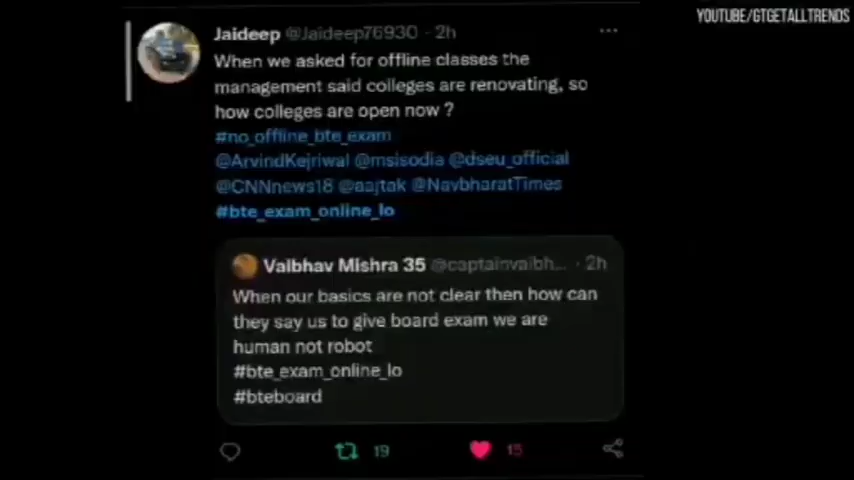 YOUTUBE/GTGETALLTRENDS
Jaideep @Jaideep76930 · 2h
When we asked for offline classes the
management said colleges are renovating, so
how colleges are open now ?
#no_offline_bte_exam
@ArvindKejriwal @msisodia @dseu_official
@CNNnews18 @aajtak @NavbharatTimes
#bte_exam_online_lo
Vaibhav Mishra 35 @captainvaibh... · 2h
When our basics are not clear then how can
they say us to give board exam we are
human not robot
#bte_exam_online_lo
#bteboard
19 15